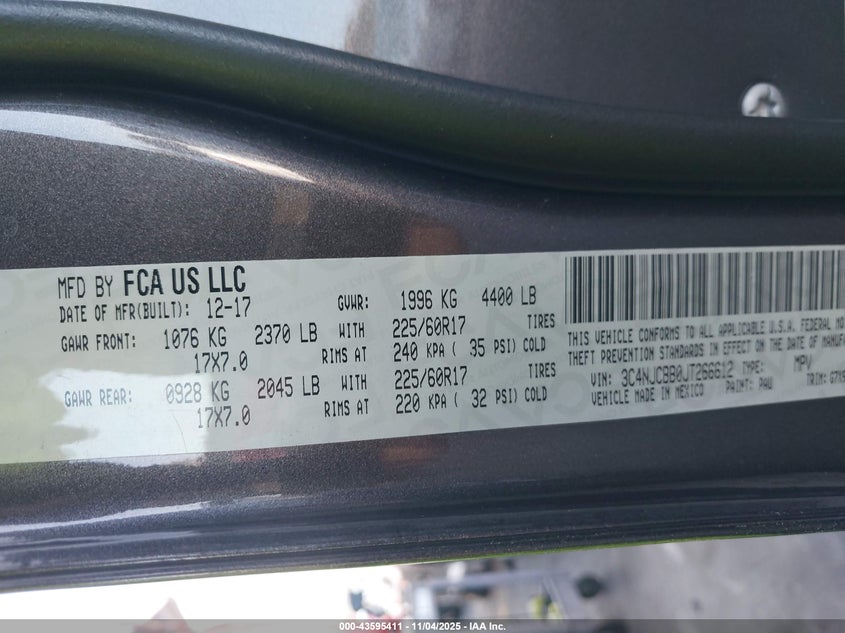 MFD BY FCA US LLC
DATE OF MFR(BUILT): 12-17 GVWR: 1996 KG 4400 LB
GAWR FRONT: 1076 KG 2370 LB WITH 225/60R17 TIRES
17X7.0 RIMS AT 240 KPA ( 35 PSI) COLD
GAWR REAR: 0928 KG 2045 LB WITH 225/60R17 TIRES
17X7.0 RIMS AT 220 KPA ( 32 PSI) COLD
THIS VEHICLE CONFORMS TO ALL APPLICABLE U.S.A. FEDERAL
THEFT PREVENTION STANDARDS IN EFFECT ON THE DATE OF
VIN: 3C4NJCBB0JT266612 TYPE: MPV
VEHICLE MADE IN MEXICO PAINT: PAU TRIM:
000-43595411 - 11/04/2025 - IAA Inc.